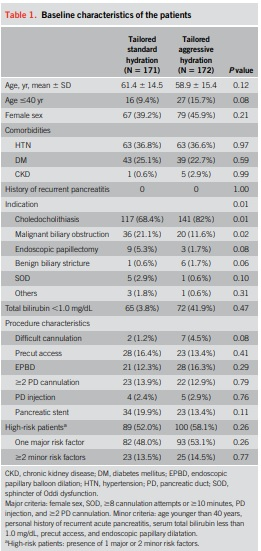 Table 1. Baseline characteristics of the patients
Tailored standard hydration (N = 171) Tailored aggressive hydration (N = 172) P value
Age, yr, mean ± SD 61.4 ± 14.5 58.9 ± 15.4 0.12
Age ≤40 yr 16 (9.4%) 27 (15.7%) 0.08
Female sex 67 (39.2%) 79 (45.9%) 0.21
Comorbidities
HTN 63 (36.8%) 63 (36.6%) 0.97
DM 43 (25.1%) 39 (22.7%) 0.59
CKD 1 (0.6%) 5 (2.9%) 0.99
History of recurrent pancreatitis 0 0 1.00
Indication 0.01
Choledocholithiasis 117 (68.4%) 141 (82%) 0.01
Malignant biliary obstruction 36 (21.1%) 20 (11.6%) 0.02
Endoscopic papillectomy 9 (5.3%) 3 (1.7%) 0.08
Benign biliary stricture 1 (0.6%) 6 (1.7%) 0.06
SOD 5 (2.9%) 1 (0.6%) 0.10
Others 3 (1.8%) 1 (0.6%) 0.31
Total bilirubin <1.0 mg/dL 65 (3.8%) 72 (41.9%) 0.47
Procedure characteristics
Difficult cannulation 2 (1.2%) 7 (4.5%) 0.08
Precut access 28 (16.4%) 23 (13.4%) 0.41
EPBD 21 (12.3%) 28 (16.3%) 0.29
≥2 PD cannulation 23 (13.9%) 22 (12.9%) 0.79
PD injection 4 (2.4%) 5 (2.9%) 0.76
Pancreatic stent 34 (19.9%) 23 (13.4%) 0.11
High-risk patients* 89 (52.0%) 100 (58.1%) 0.26
One major risk factor 82 (48.0%) 93 (53.1%) 0.26
≥2 minor risk factors 23 (13.5%) 25 (14.5%) 0.77
CKD, chronic kidney disease; DM, diabetes mellitus; EPBD, endoscopic
papillary balloon dilation; HTN, hypertension; PD, pancreatic duct; SOD,
sphincter of Oddi dysfunction.
Major criteria: female sex, SOD, ≥8 cannulation attempts or ≥10 minutes, PD
injection, and ≥2 PD cannulation. Minor criteria: age younger than 40 years,
personal history of recurrent acute pancreatitis, serum total bilirubin less than
1.0 mg/dL, precut access, and endoscopic papillary dilatation.
*High-risk patients: presence of 1 major or 2 minor risk factors.